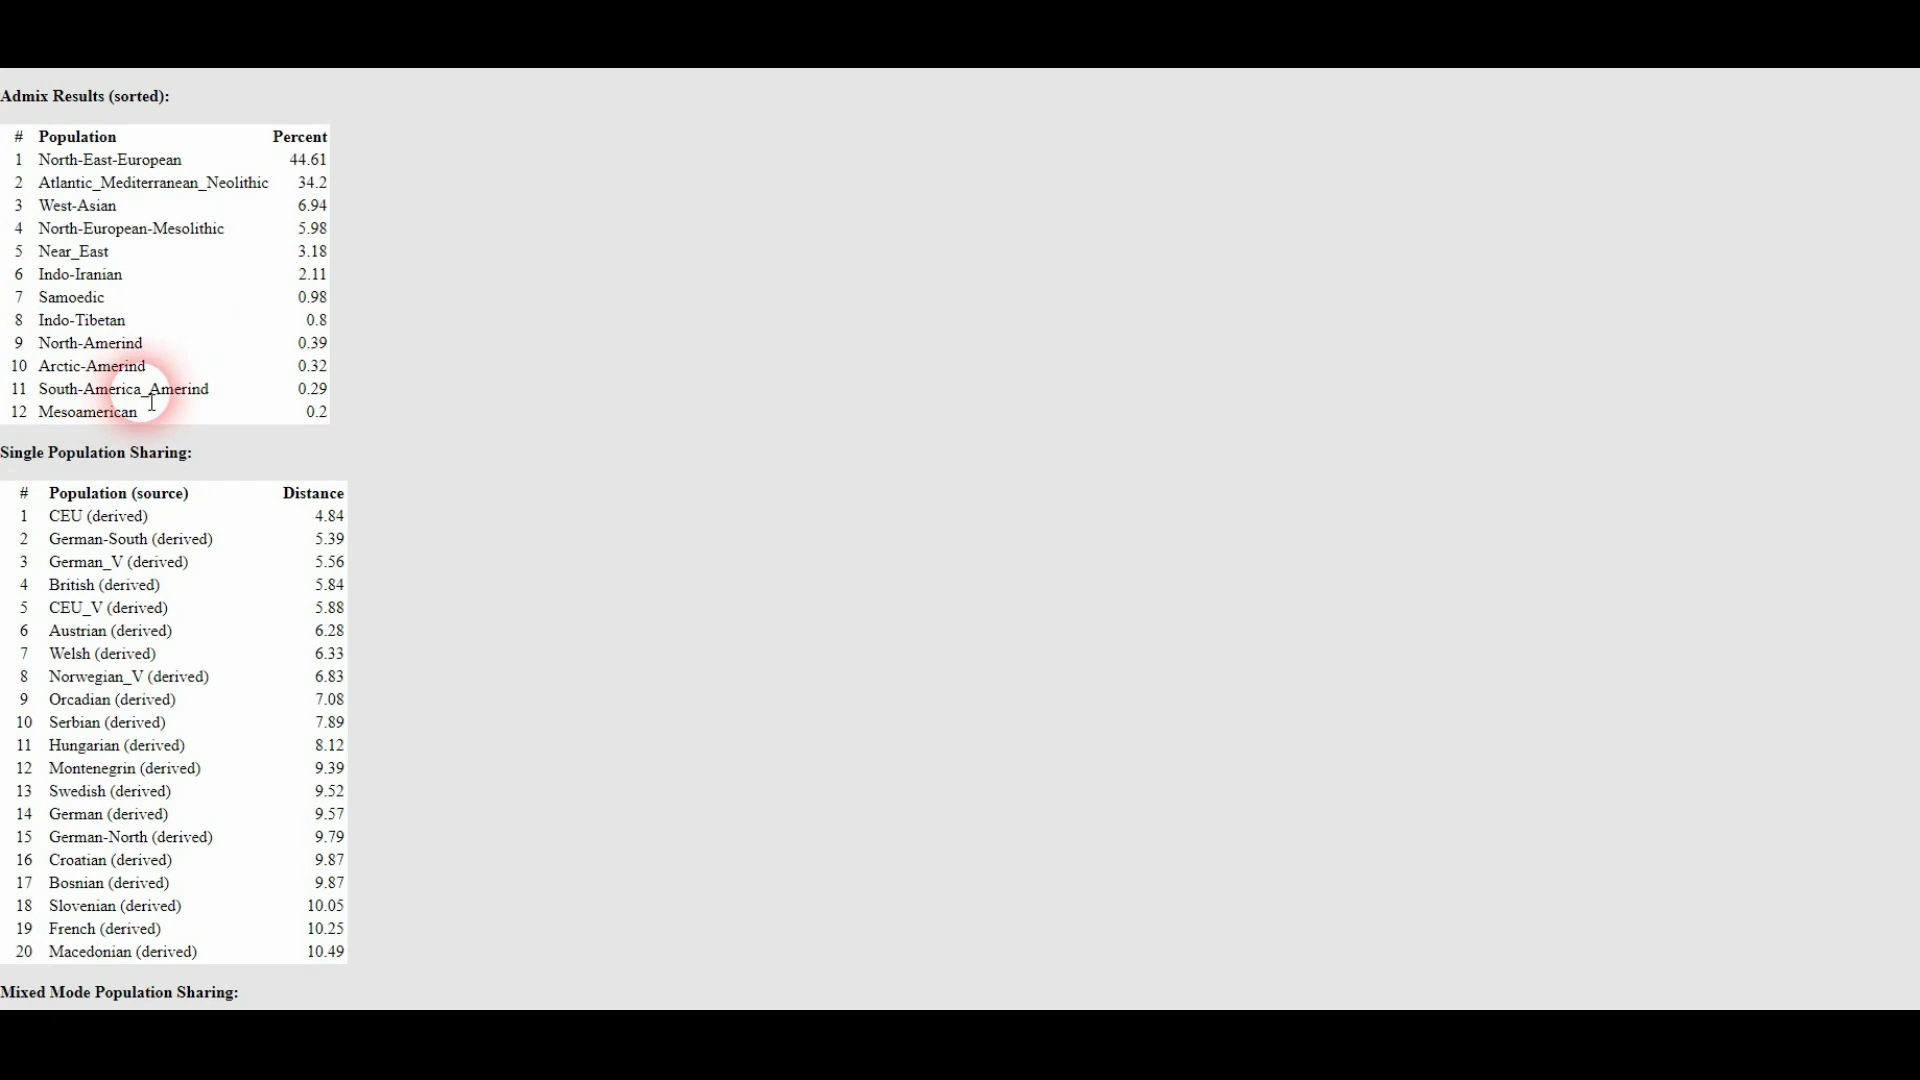 Admix Results (sorted):
# Population Percent
1 North-East-European 44.61
2 Atlantic_Mediterranean_Neolithic 34.2
3 West-Asian 6.94
4 North-European-Mesolithic 5.98
5 Near_East 3.18
6 Indo-Iranian 2.11
7 Samoedic 0.98
8 Indo-Tibetan 0.8
9 North-Amerind 0.39
10 Arctic-Amerind 0.32
11 South-America_Amerind 0.29
12 Mesoamerican 0.2
Single Population Sharing:
# Population (source) Distance
1 CEU (derived) 4.84
2 German-South (derived) 5.39
3 German_V (derived) 5.56
4 British (derived) 5.84
5 CEU_V (derived) 5.88
6 Austrian (derived) 6.28
7 Welsh (derived) 6.33
8 Norwegian_V (derived) 6.83
9 Orcadian (derived) 7.08
10 Serbian (derived) 7.89
11 Hungarian (derived) 8.12
12 Montenegrin (derived) 9.39
13 Swedish (derived) 9.52
14 German (derived) 9.57
15 German-North (derived) 9.79
16 Croatian (derived) 9.87
17 Bosnian (derived) 9.87
18 Slovenian (derived) 10.05
19 French (derived) 10.25
20 Macedonian (derived) 10.49
Mixed Mode Population Sharing: